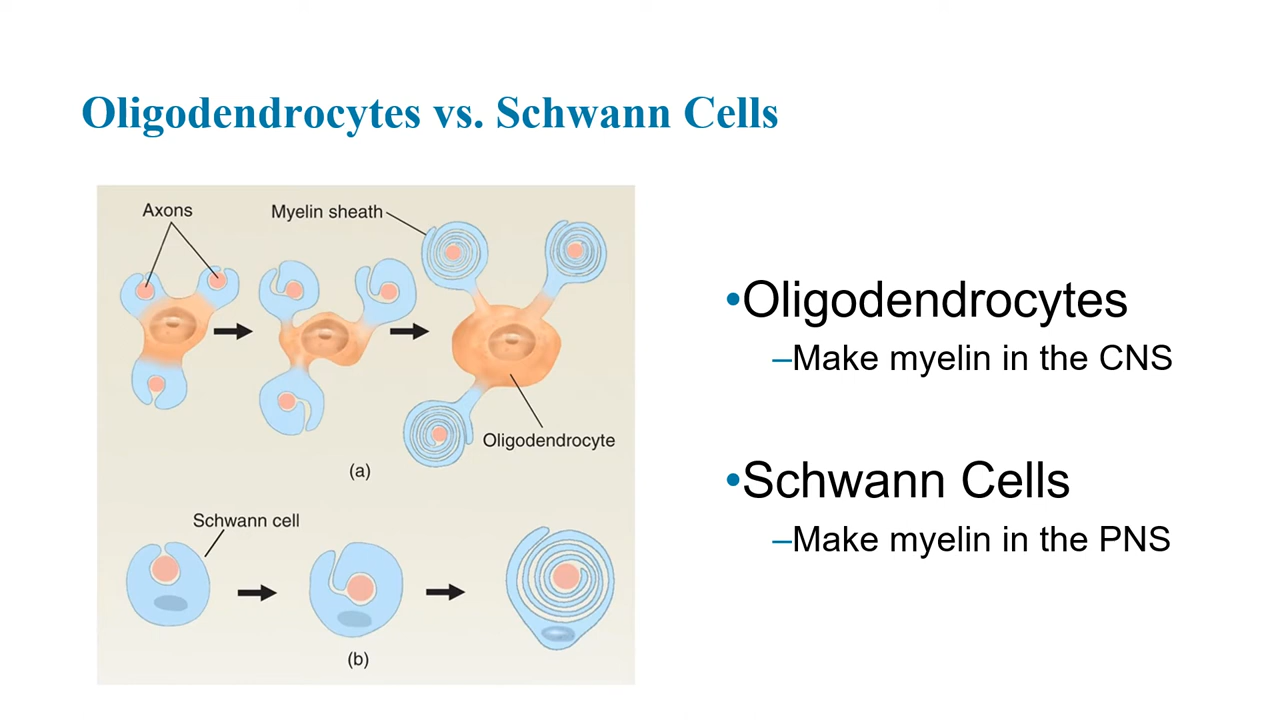 Oligodendrocytes vs. Schwann Cells
Axons
Myelin sheath
Oligodendrocyte
(a)
Schwann cell
(b)
•Oligodendrocytes
–Make myelin in the CNS
•Schwann Cells
–Make myelin in the PNS